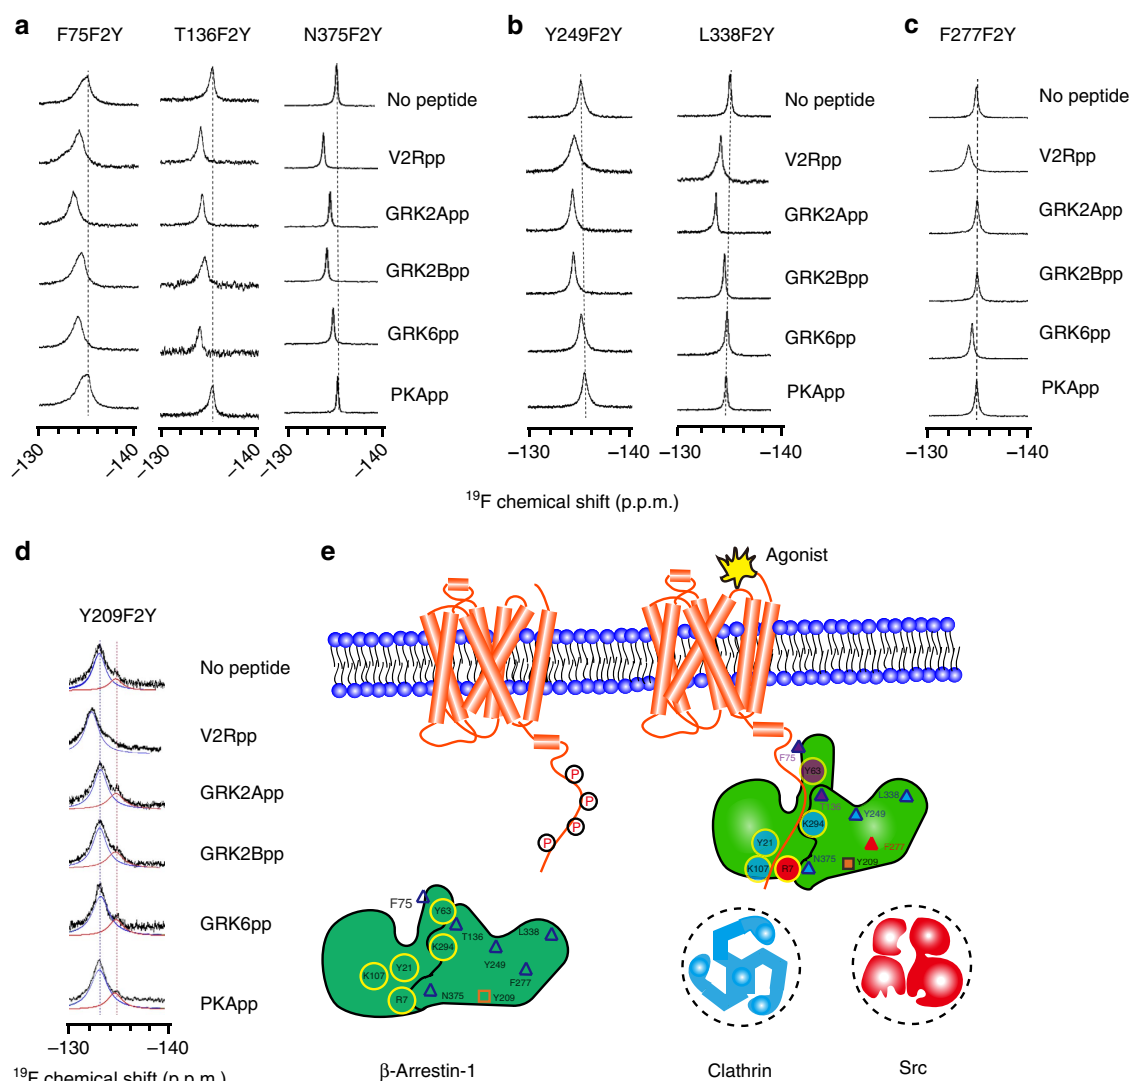 a
F75F2Y
T136F2Y
N375F2Y
No peptide
V2Rpp
GRK2App
GRK2Bpp
GRK6pp
PKApp
−130
−140
−130
−140
−130
−140
b
Y249F2Y
L338F2Y
No peptide
V2Rpp
GRK2App
GRK2Bpp
GRK6pp
PKApp
−130
−140
−130
−140
c
F277F2Y
No peptide
V2Rpp
GRK2App
GRK2Bpp
GRK6pp
PKApp
−130
−140
19F chemical shift (p.p.m.)
d
Y209F2Y
No peptide
V2Rpp
GRK2App
GRK2Bpp
GRK6pp
PKApp
−130
−140
19F chemical shift (p.p.m.)
e
Agonist
P
P
P
P
F75
Y63
T136
L338
K294
Y249
Y21
F277
K107
R7
N375
Y209
F75
Y63
T136
L338
K294
Y249
Y21
K107
F277
R7
N375
Y209
β-Arrestin-1
Clathrin
Src